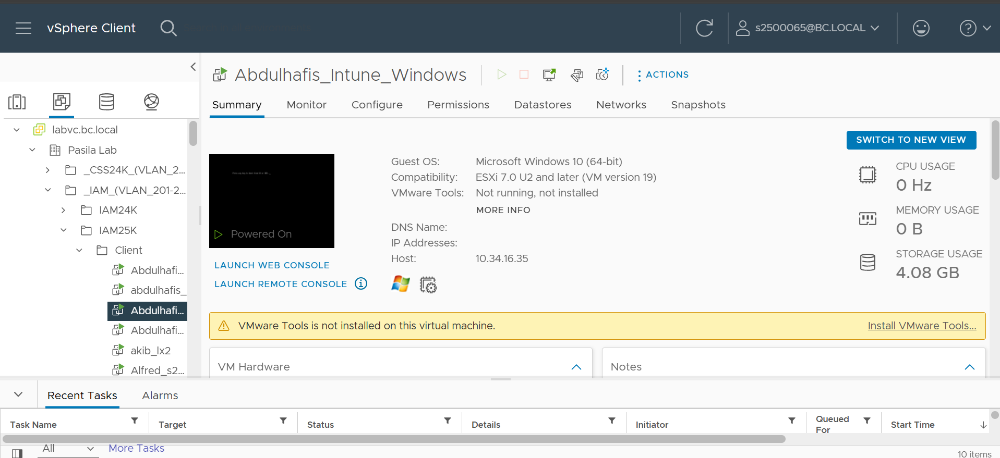 vSphere Client
s2500065@BC.LOCAL
Abdulhafis_Intune_Windows
ACTIONS
Summary Monitor Configure Permissions Datastores Networks Snapshots
labvc.bc.local
Pasila Lab
_CSS24K_(VLAN_2...
_IAM_(VLAN_201-2...
IAM24K
IAM25K
Client
Abdulhafi...
abdulhafis_
Abdulhafi...
Abdulhafi...
akib_lx2
Alfred_s2...
Powered On
LAUNCH WEB CONSOLE
LAUNCH REMOTE CONSOLE
Guest OS: Microsoft Windows 10 (64-bit)
Compatibility: ESXi 7.0 U2 and later (VM version 19)
VMware Tools: Not running, not installed
MORE INFO
DNS Name:
IP Addresses:
Host: 10.34.16.35
SWITCH TO NEW VIEW
CPU USAGE
0 Hz
MEMORY USAGE
0 B
STORAGE USAGE
4.08 GB
VMware Tools is not installed on this virtual machine. Install VMware Tools...
VM Hardware
Notes
Recent Tasks Alarms
Task Name Target Status Details Initiator Queued For Start Time
All More Tasks
10 items